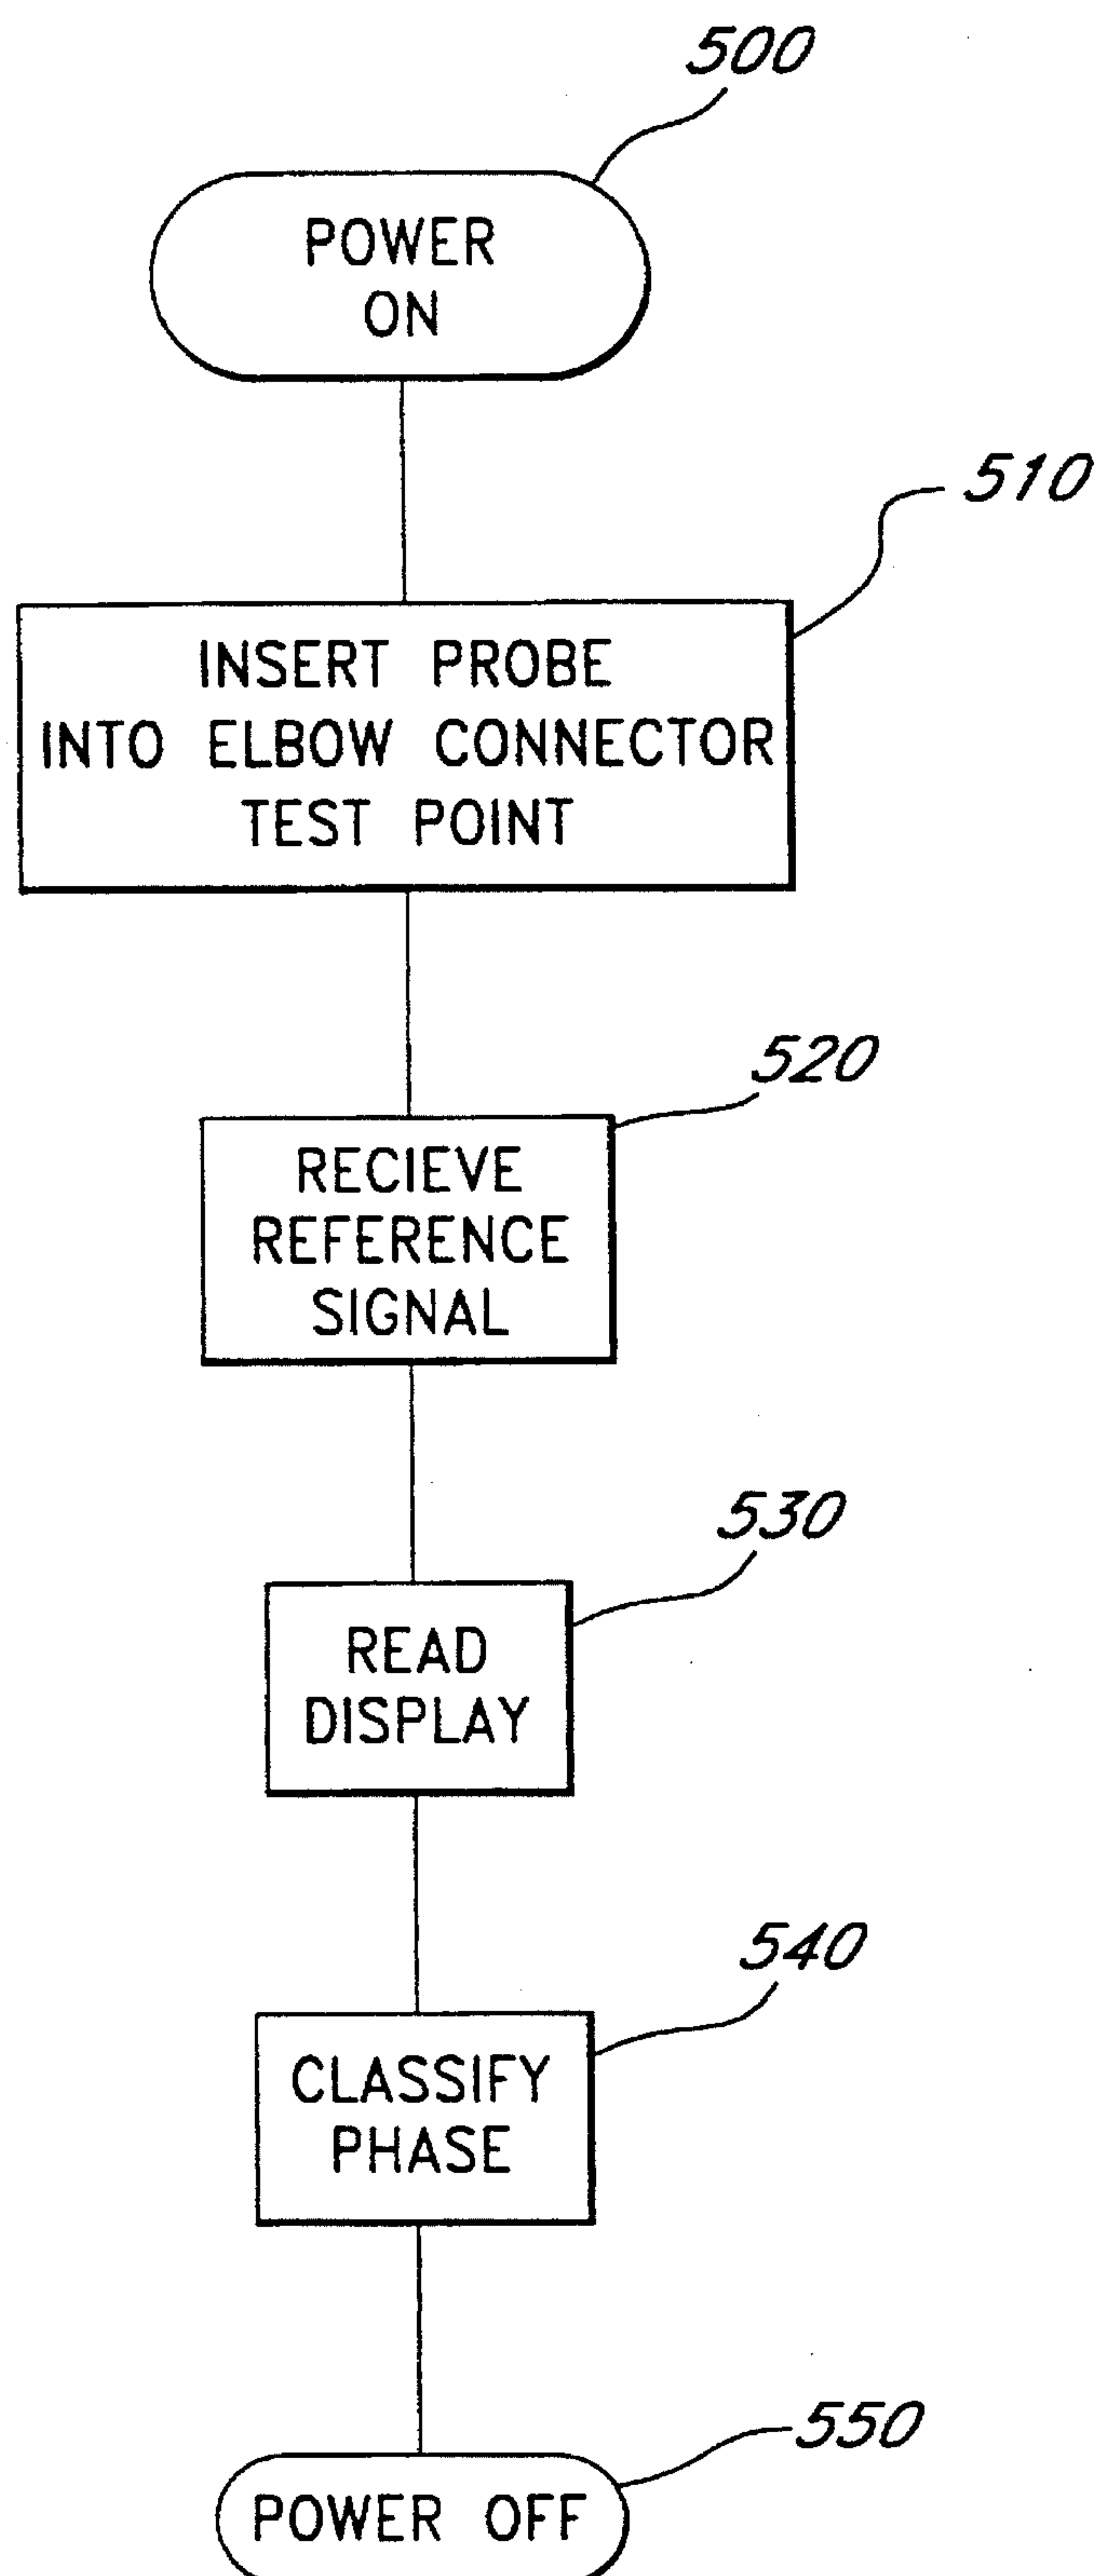 500
POWER
ON
510
INSERT PROBE
INTO ELBOW CONNECTOR
TEST POINT
520
RECIEVE
REFERENCE
SIGNAL
530
READ
DISPLAY
540
CLASSIFY
PHASE
550
POWER OFF